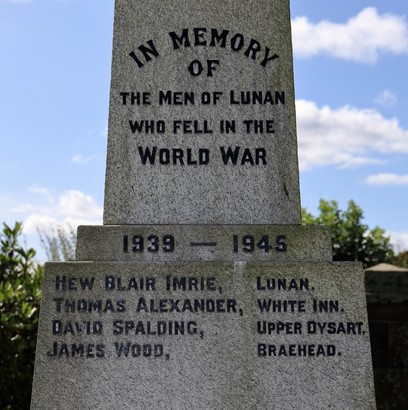 IN MEMORY
OF
THE MEN OF LUNAN
WHO FELL IN THE
WORLD WAR
1939 — 1945
HEW BLAIR IMRIE, LUNAN.
THOMAS ALEXANDER, WHITE INN.
DAVID SPALDING, UPPER DYSART,
JAMES WOOD, BRAEHEAD.